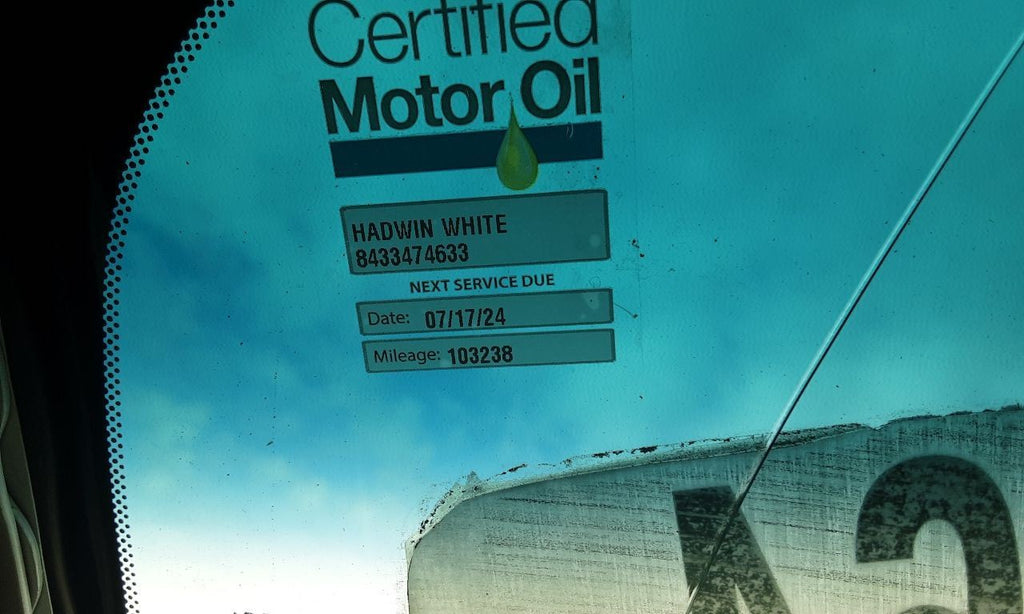 Certified
Motor Oil
HADWIN WHITE
8433474633
NEXT SERVICE DUE
Date: 07/17/24
Mileage: 103238